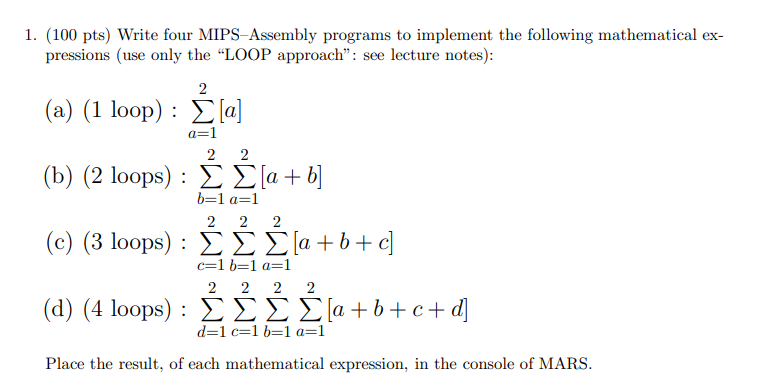 1. (100 pts) Write four MIPS–Assembly programs to implement the following mathematical ex-
pressions (use only the “LOOP approach”: see lecture notes):
(a) (1 loop) : \sum_{a=1}^{2} [a]
(b) (2 loops) : \sum_{b=1}^{2} \sum_{a=1}^{2} [a + b]
(c) (3 loops) : \sum_{c=1}^{2} \sum_{b=1}^{2} \sum_{a=1}^{2} [a + b + c]
(d) (4 loops) : \sum_{d=1}^{2} \sum_{c=1}^{2} \sum_{b=1}^{2} \sum_{a=1}^{2} [a + b + c + d]
Place the result, of each mathematical expression, in the console of MARS.